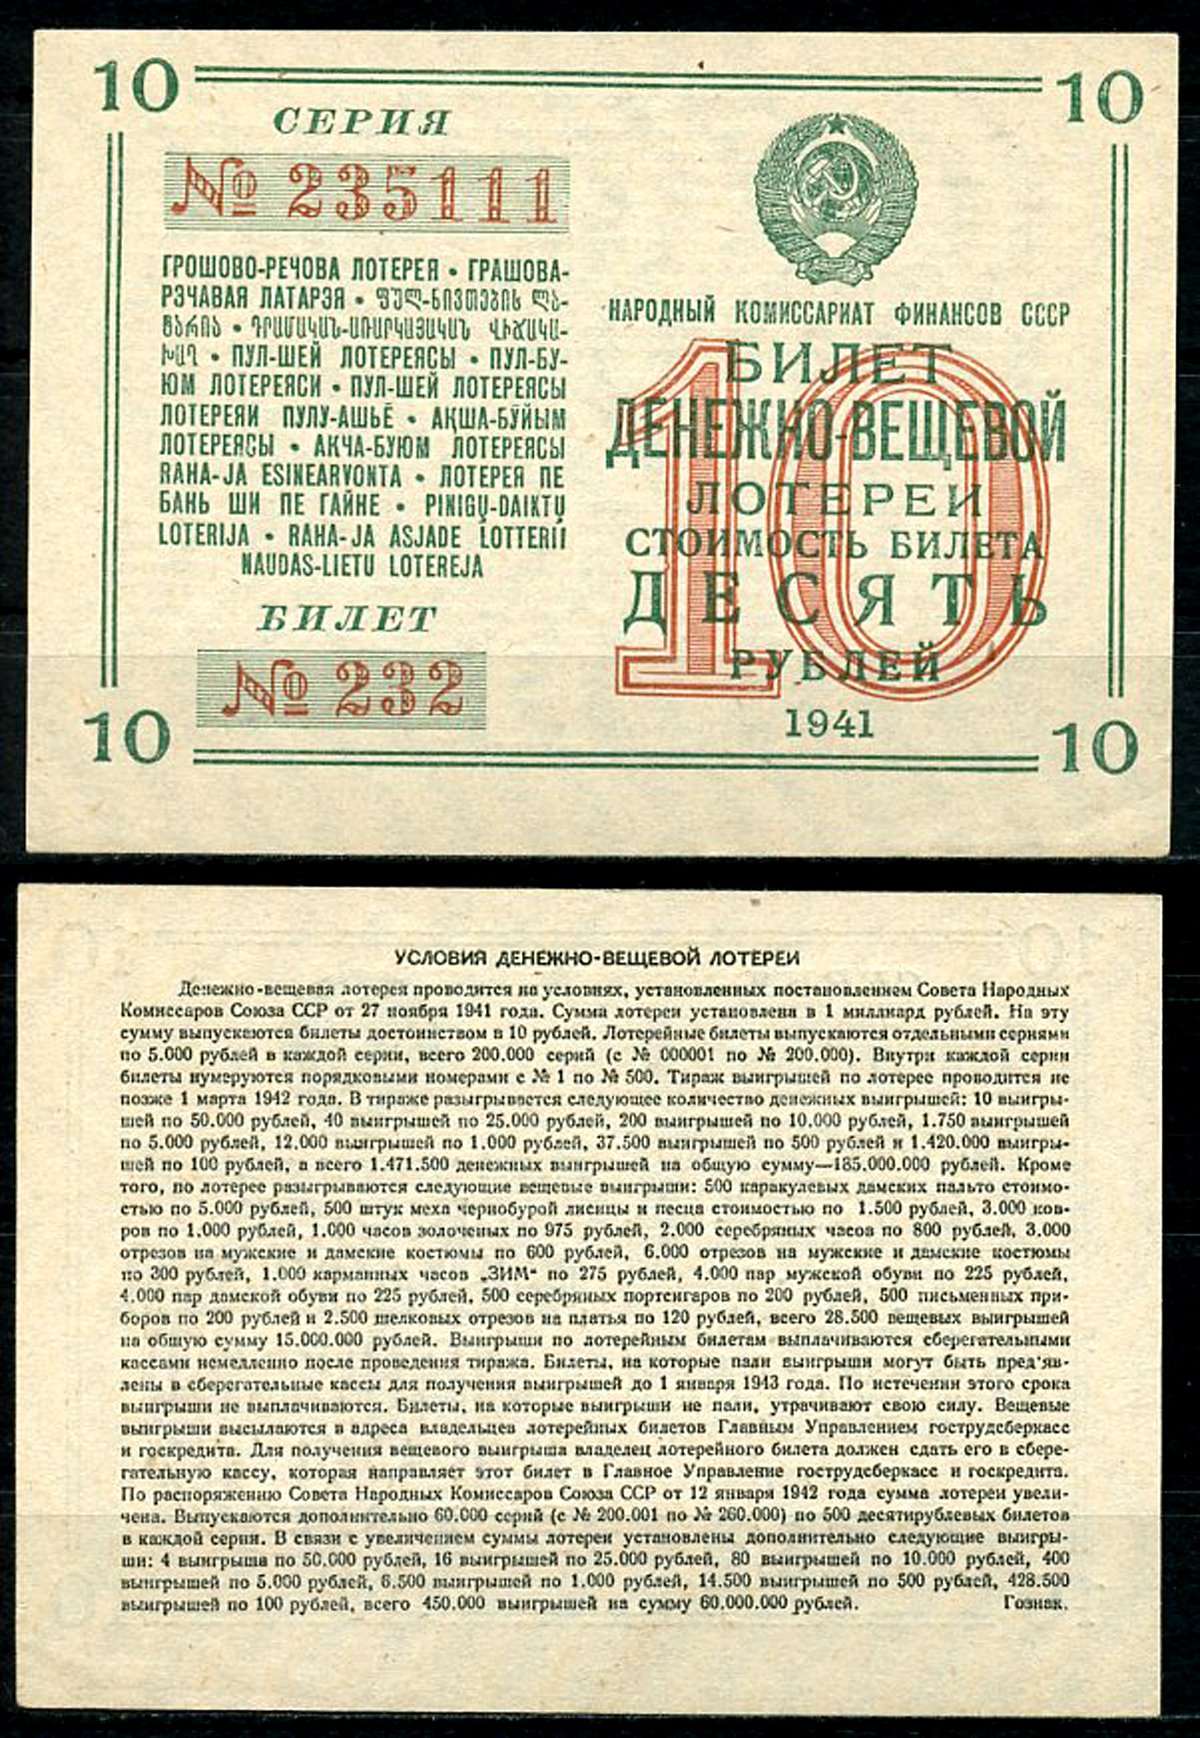 10
10
СЕРИЯ
№ 235111
ГРОШОВО-РЕЧОВА ЛОТЕРЕЯ • ГРАШОВА-
РЭЧАВАЯ ЛАТАРЭЯ • ՓՈՒԼ
ПУЛ-ШЕЙ ЛОТЕРЕЯСЫ • ПУЛ-БУ-
ЮМ ЛОТЕРЕЯСИ • ПУЛ-ШЕЙ ЛОТЕРЕЯСЫ
ЛОТЕРЕЯИ ПУЛУ-АШЬЁ • АҚША-БҰЙЫМ
ЛОТЕРЕЯСЫ • АКЧА-БУЮМ ЛОТЕРЕЯСЫ
RAHA-JA ESINEARVONTA • ЛОТЕРЕЯ ПЕ
БАНЬ ШИ ПЕ ГАЙНЕ • PINIGŲ-DAIKTŲ
LOTERIJA • RAHA-JA ASJADE LOTTERII
NAUDAS-LIETU LOTEREJA
БИЛЕТ
№ 232
НАРОДНЫЙ КОМИССАРИАТ ФИНАНСОВ СССР
10
БИЛЕТ
ДЕНЕЖНО-ВЕЩЕВОЙ
ЛОТЕРЕИ
СТОИМОСТЬ БИЛЕТА
ДЕСЯТЬ
РУБЛЕЙ
1941
10
10
УСЛОВИЯ ДЕНЕЖНО-ВЕЩЕВОЙ ЛОТЕРЕИ
Денежно-вещевая лотерея проводится на условиях, установленных постановлением Совета Народных
Комиссаров Союза ССР от 27 ноября 1941 года. Сумма лотереи установлена в 1 миллиард рублей. На эту
сумму выпускаются билеты достоинством в 10 рублей. Лотерейные билеты выпускаются отдельными сериями
по 5.000 рублей в каждой серии, всего 200.000 серий (с № 000001 по № 200.000). Внутри каждой серии
билеты нумеруются порядковыми номерами с № 1 по № 500. Тираж выигрышей по лотерее проводится не
позже 1 марта 1942 года. В тираже разыгрывается следующее количество денежных выигрышей: 10 выигры-
шей по 50.000 рублей, 40 выигрышей по 25.000 рублей, 200 выигрышей по 10.000 рублей, 1.750 выигрышей
по 5.000 рублей, 12.000 выигрышей по 1.000 рублей, 37.500 выигрышей по 500 рублей и 1.420.000 выигры-
шей по 100 рублей, а всего 1.471.500 денежных выигрышей на общую сумму—185.000.000 рублей. Кроме
того, по лотерее разыгрываются следующие вещевые выигрыши: 500 каракулевых дамских пальто стоимо-
стью по 5.000 рублей, 500 штук меха чернобурой лисицы и песца стоимостью по 1.500 рублей, 3.000 ков-
ров по 1.000 рублей, 1.000 часов золоченых по 975 рублей, 2.000 серебряных часов по 800 рублей, 3.000
отрезов на мужские и дамские костюмы по 600 рублей, 6.000 отрезов на мужские и дамские костюмы
по 300 рублей, 1.000 карманных часов „ЗИМ“ по 275 рублей, 4.000 пар мужской обуви по 225 рублей,
4.000 пар дамской обуви по 225 рублей, 500 серебряных портсигаров по 200 рублей, 500 письменных при-
боров по 200 рублей и 2.500 шелковых отрезов на платья по 120 рублей, всего 28.500 вещевых выигрышей
на общую сумму 15.000.000 рублей. Выигрыши по лотерейным билетам выплачиваются сберегательными
кассами немедленно после проведения тиража. Билеты, на которые пали выигрыши могут быть пред'яв-
лены в сберегательные кассы для получения выигрышей до 1 января 1943 года. По истечении этого срока
выигрыши не выплачиваются. Билеты, на которые выигрыши не пали, утрачивают свою силу. Вещевые
выигрыши высылаются в адреса владельцев лотерейных билетов Главным Управлением гострудсберкасс
и госкредита. Для получения вещевого выигрыша владелец лотерейного билета должен сдать его в сбере-
гательную кассу, которая направляет этот билет в Главное Управление гострудсберкасс и госкредита.
По распоряжению Совета Народных Комиссаров Союза ССР от 12 января 1942 года сумма лотереи увели-
чена. Выпускаются дополнительно 60.000 серий (с № 200.001 по № 260.000) по 500 десятирублевых билетов
в каждой серии. В связи с увеличением суммы лотереи установлены дополнительно следующие выигры-
ши: 4 выигрыша по 50.000 рублей, 16 выигрышей по 25.000 рублей, 80 выигрышей по 10.000 рублей, 400
выигрышей по 5.000 рублей, 6.500 выигрышей по 1.000 рублей, 14.500 выигрышей по 500 рублей, 428.500
выигрышей по 100 рублей, всего 450.000 выигрышей на сумму 60.000.000 рублей. Гознак.